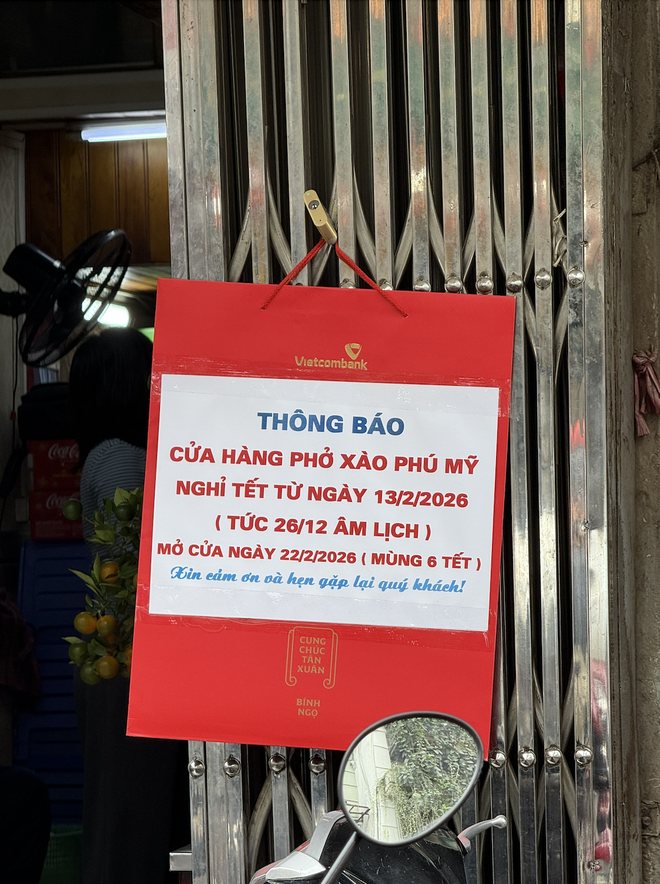 Vietcombank
THÔNG BÁO
CỬA HÀNG PHỞ XÀO PHÚ MỸ
NGHỈ TẾT TỪ NGÀY 13/2/2026
( TỨC 26/12 ÂM LỊCH )
MỞ CỬA NGÀY 22/2/2026 ( MÙNG 6 TẾT )
Xin cảm ơn và hẹn gặp lại quý khách!
CUNG
CHÚC
TÂN
XUÂN
BÍNH
NGỌ